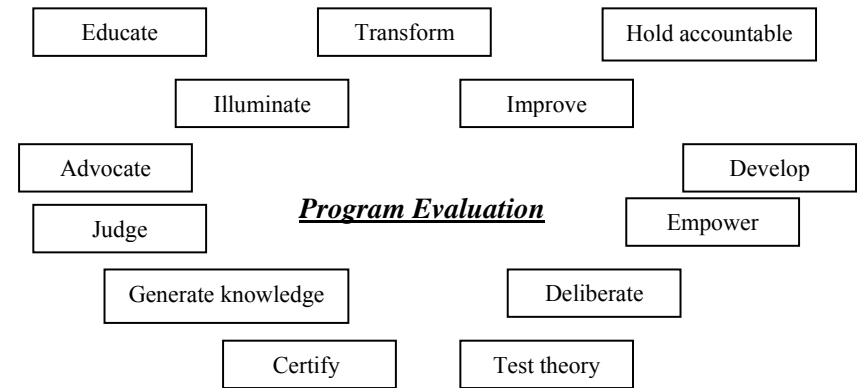 Educate
Transform
Hold accountable
Illuminate
Improve
Advocate
Develop
Program Evaluation
Judge
Empower
Generate knowledge
Deliberate
Certify
Test theory